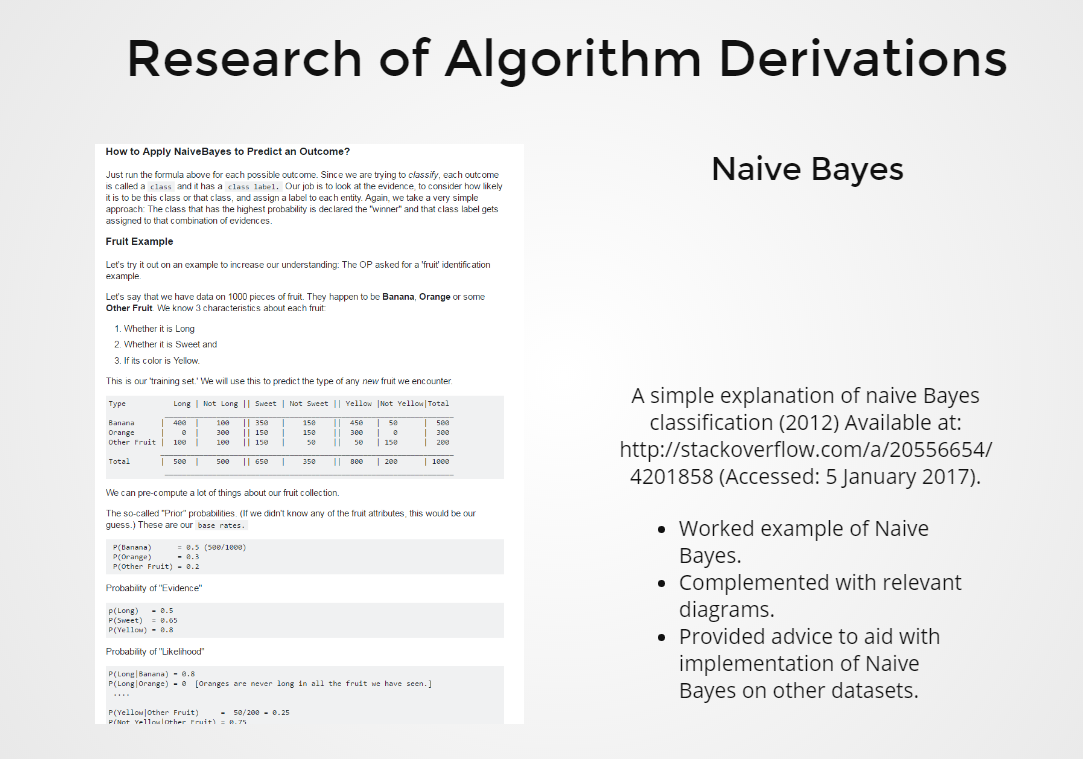 Research of Algorithm Derivations
How to Apply NaiveBayes to Predict an Outcome?
Just run the formula above for each possible outcome. Since we are trying to classify, each outcome
is called a class and it has a class label. Our job is to look at the evidence, to consider how likely
it is to be this class or that class, and assign a label to each entity. Again, we take a very simple
approach: The class that has the highest probability is declared the "winner" and that class label gets
assigned to that combination of evidences.
Fruit Example
Let's try it out on an example to increase our understanding: The OP asked for a 'fruit' identification
example.
Let's say that we have data on 1000 pieces of fruit. They happen to be Banana, Orange or some
Other Fruit. We know 3 characteristics about each fruit:
1. Whether it is Long
2. Whether it is Sweet and
3. If its color is Yellow.
This is our 'training set.' We will use this to predict the type of any new fruit we encounter.
Type Long | Not Long || Sweet | Not Sweet || Yellow |Not Yellow|Total
Banana | 400 | 100 || 350 | 150 || 450 | 50 | 500
Orange | 0 | 300 || 150 | 150 || 300 | 0 | 300
Other Fruit | 100 | 100 || 150 | 50 || 50 | 150 | 200
Total | 500 | 500 || 650 | 350 || 800 | 200 | 1000
We can pre-compute a lot of things about our fruit collection.
The so-called "Prior" probabilities. (If we didn't know any of the fruit attributes, this would be our
guess.) These are our base rates.
P(Banana) = 0.5 (500/1000)
P(Orange) = 0.3
P(Other Fruit) = 0.2
Probability of "Evidence"
p(Long) = 0.5
P(Sweet) = 0.65
P(Yellow) = 0.8
Probability of "Likelihood"
P(Long|Banana) = 0.8
P(Long|Orange) = 0 [Oranges are never long in all the fruit we have seen.]
....
P(Yellow|Other Fruit) = 50/200 = 0.25
P(Not Yellow|Other Fruit) = 0.75
Naive Bayes
A simple explanation of naive Bayes
classification (2012) Available at:
http://stackoverflow.com/a/20556654/
4201858 (Accessed: 5 January 2017).
• Worked example of Naive
Bayes.
• Complemented with relevant
diagrams.
• Provided advice to aid with
implementation of Naive
Bayes on other datasets.